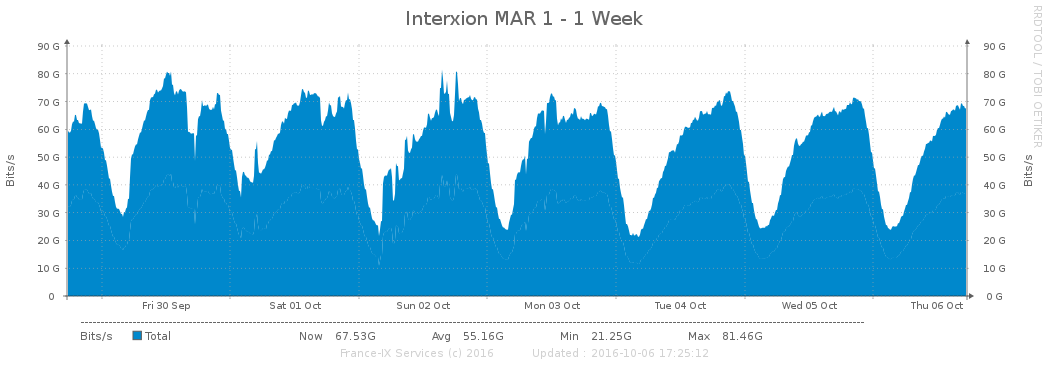 Interxion MAR 1 - 1 Week
RRDTOOL / TOBI OETIKER
Bits/s
90 G
80 G
70 G
60 G
50 G
40 G
30 G
20 G
10 G
0
90 G
80 G
70 G
60 G
50 G
40 G
30 G
20 G
10 G
0 G
Bits/s
Fri 30 Sep Sat 01 Oct Sun 02 Oct Mon 03 Oct Tue 04 Oct Wed 05 Oct Thu 06 Oct
Bits/s Total Now 67.53G Avg 55.16G Min 21.25G Max 81.46G
France-IX Services (c) 2016 Updated : 2016-10-06 17:25:12